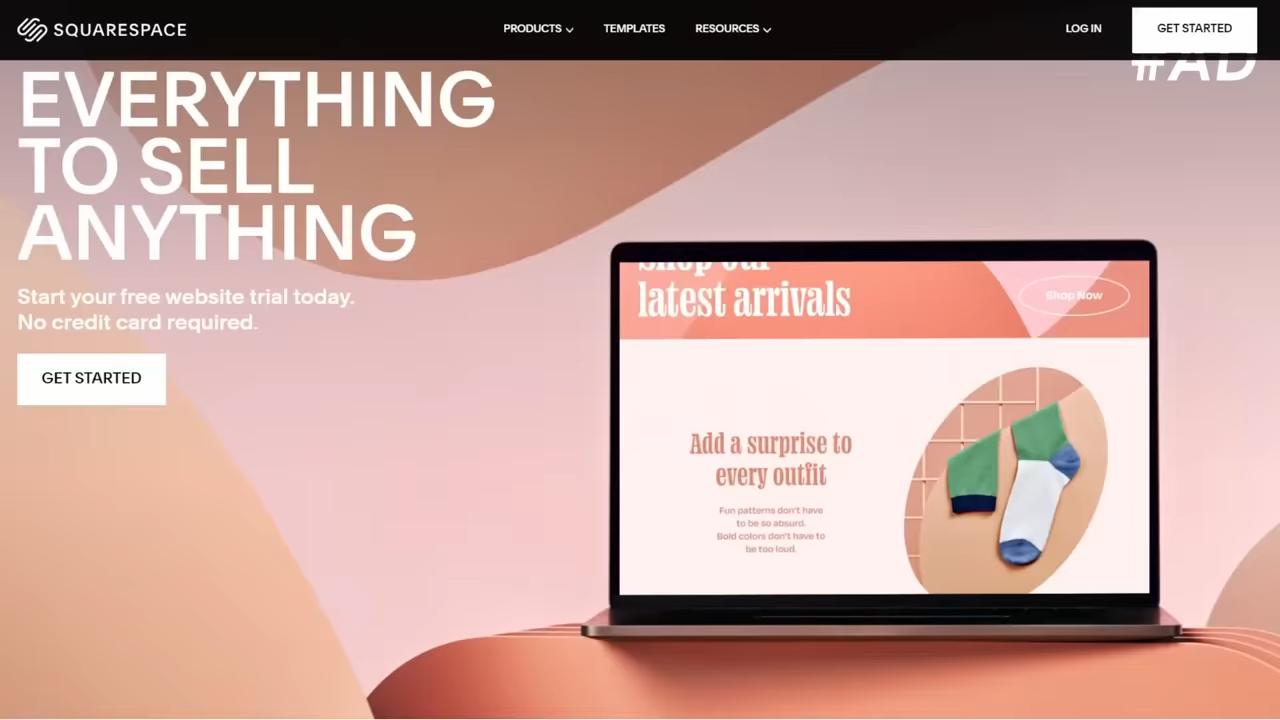 SQUARESPACE
PRODUCTS
TEMPLATES
RESOURCES
LOG IN
GET STARTED
#AD
EVERYTHING
TO SELL
ANYTHING
Start your free website trial today.
No credit card required.
GET STARTED
Shop our
latest arrivals
Shop Now
Add a surprise to
every outfit
Fun patterns don't have
to be so absurd.
Bold colors don't have to
be too loud.